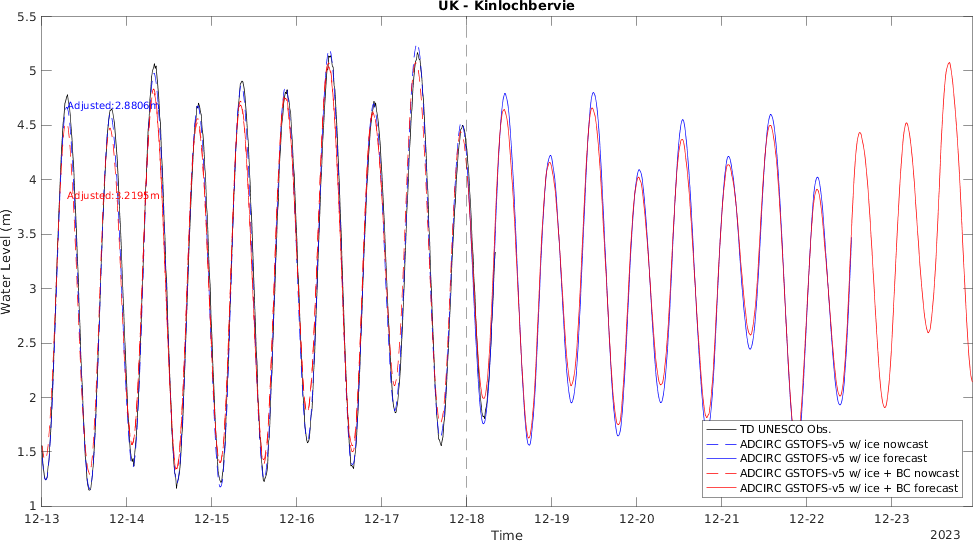 UK - Kinlochbervie
5.5
5
4.5
4
3.5
3
2.5
2
1.5
1
Water Level (m)
Adjusted:2.8806m
Adjusted:3.2195m
TD UNESCO Obs.
ADCIRC GSTOFS-v5 w/ ice nowcast
ADCIRC GSTOFS-v5 w/ ice forecast
ADCIRC GSTOFS-v5 w/ ice + BC nowcast
ADCIRC GSTOFS-v5 w/ ice + BC forecast
12-13 12-14 12-15 12-16 12-17 12-18 12-19 12-20 12-21 12-22 12-23
Time
2023